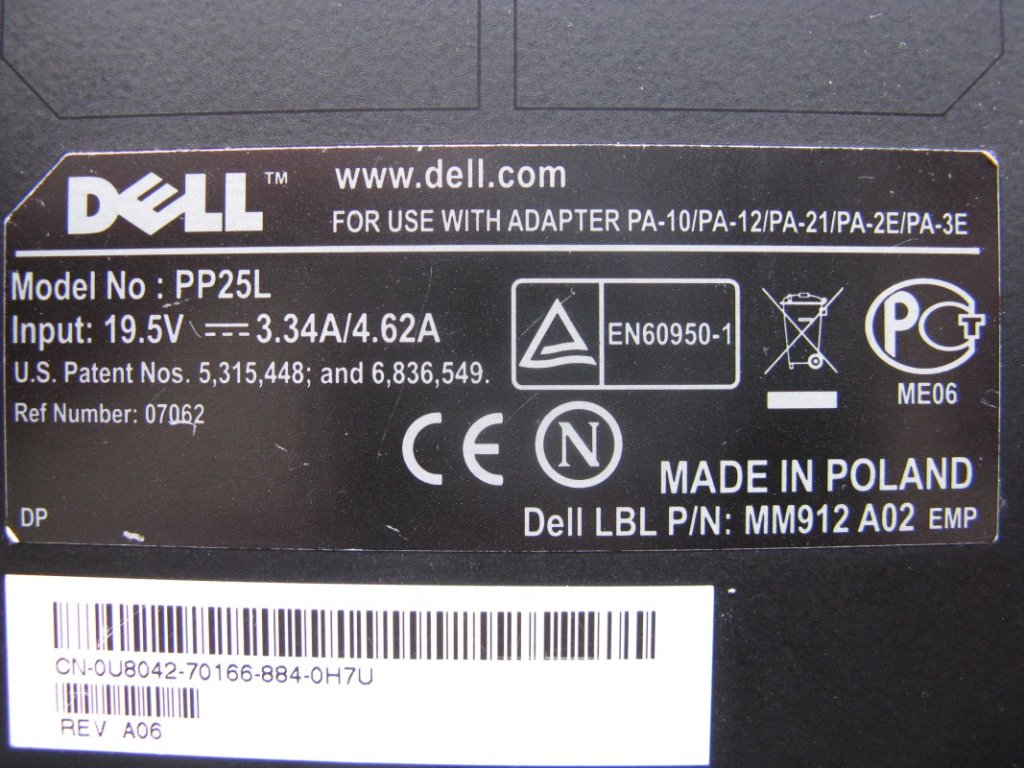 DELL™
www.dell.com
FOR USE WITH ADAPTER PA-10/PA-12/PA-21/PA-2E/PA-3E
Model No : PP25L
Input: 19.5V ⎓ 3.34A/4.62A
U.S. Patent Nos. 5,315,448; and 6,836,549.
Ref Number: 07062
EN60950-1
PCT
ME06
CE
N
MADE IN POLAND
DP
Dell LBL P/N: MM912 A02 EMP
CN-0U8042-70166-884-0H7U
REV A06